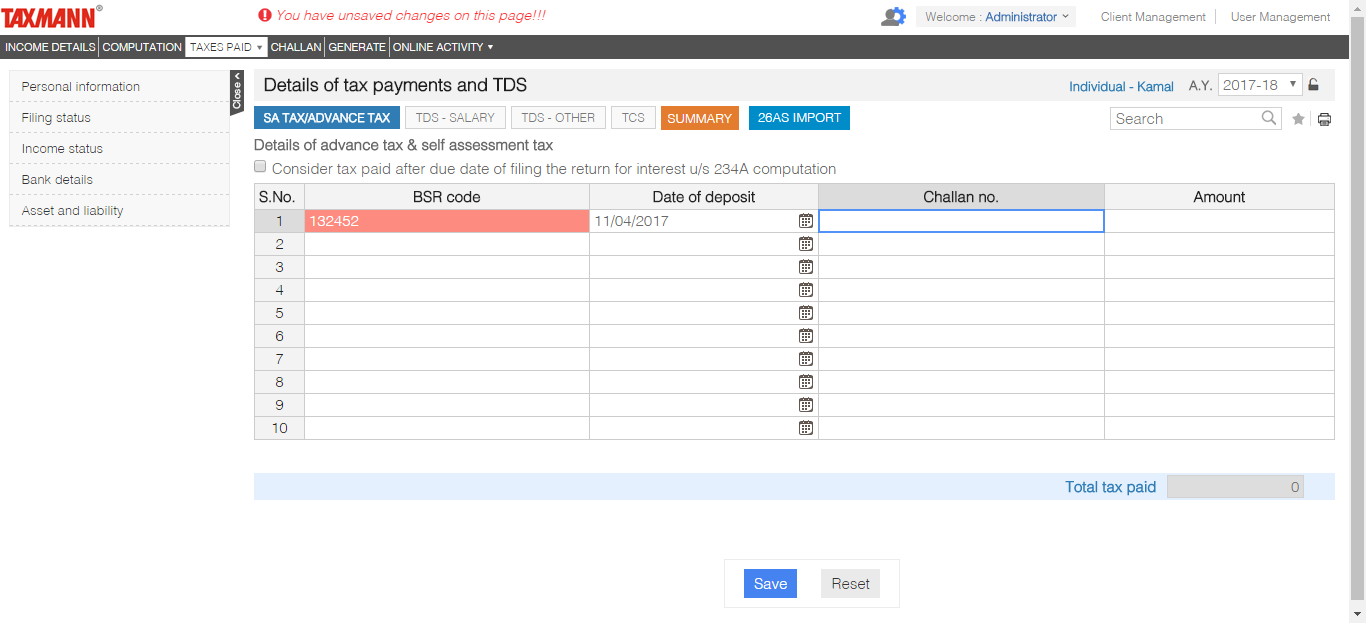 TAXMANN®
You have unsaved changes on this page!!!
Welcome : Administrator
Client Management
User Management
INCOME DETAILS COMPUTATION TAXES PAID CHALLAN GENERATE ONLINE ACTIVITY
Personal information
Filing status
Income status
Bank details
Asset and liability
Close
Details of tax payments and TDS
Individual - Kamal
A.Y. 2017-18
SA TAX/ADVANCE TAX TDS - SALARY TDS - OTHER TCS SUMMARY 26AS IMPORT
Search
Details of advance tax & self assessment tax
Consider tax paid after due date of filing the return for interest u/s 234A computation
S.No. BSR code Date of deposit Challan no. Amount
1 132452 11/04/2017
2
3
4
5
6
7
8
9
10
Total tax paid 0
Save Reset